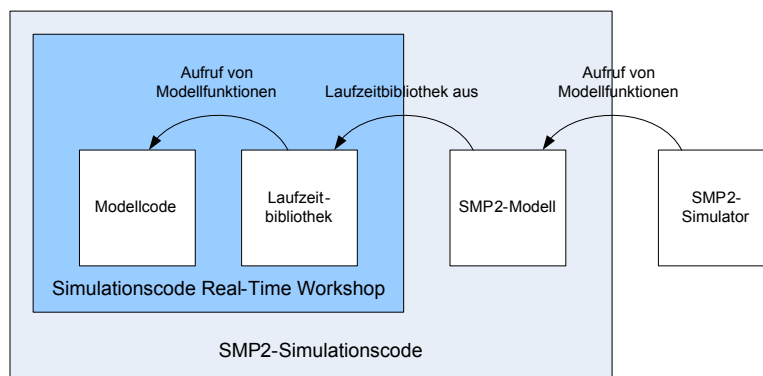 Aufruf von
Modellfunktionen
Laufzeitbibliothek aus
Aufruf von
Modellfunktionen
Modellcode
Laufzeit-
bibliothek
SMP2-Modell
SMP2-
Simulator
Simulationscode Real-Time Workshop
SMP2-Simulationscode